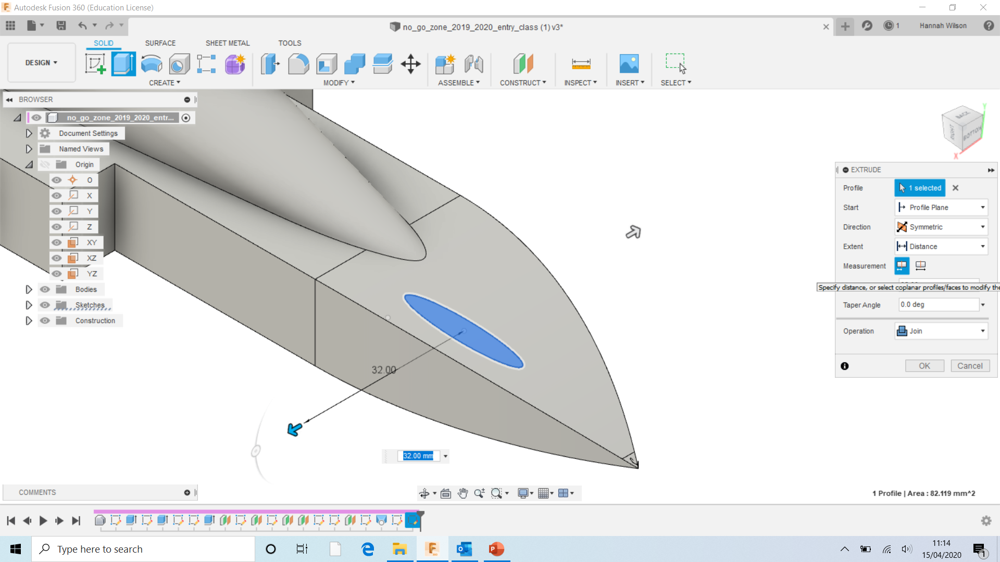 Autodesk Fusion 360 (Education License)
no_go_zone_2019_2020_entry_class (1) v3*
1
Hannah Wilson
SOLID
SURFACE
SHEET METAL
TOOLS
DESIGN
CREATE
MODIFY
ASSEMBLE
CONSTRUCT
INSPECT
INSERT
SELECT
BROWSER
no_go_zone_2019_2020_entr...
Document Settings
Named Views
Origin
O
X
Y
Z
XY
XZ
YZ
Bodies
Sketches
Construction
BACK
RIGHT
BOTTOM
Y
X
EXTRUDE
Profile
1 selected
Start
Profile Plane
Direction
Symmetric
Extent
Distance
Measurement
Specify distance, or select coplanar profiles/faces to modify the
Taper Angle
0.0 deg
Operation
Join
OK
Cancel
32.00
32.00 mm
COMMENTS
1 Profile | Area : 82.119 mm^2
Type here to search
11:14
15/04/2020
1